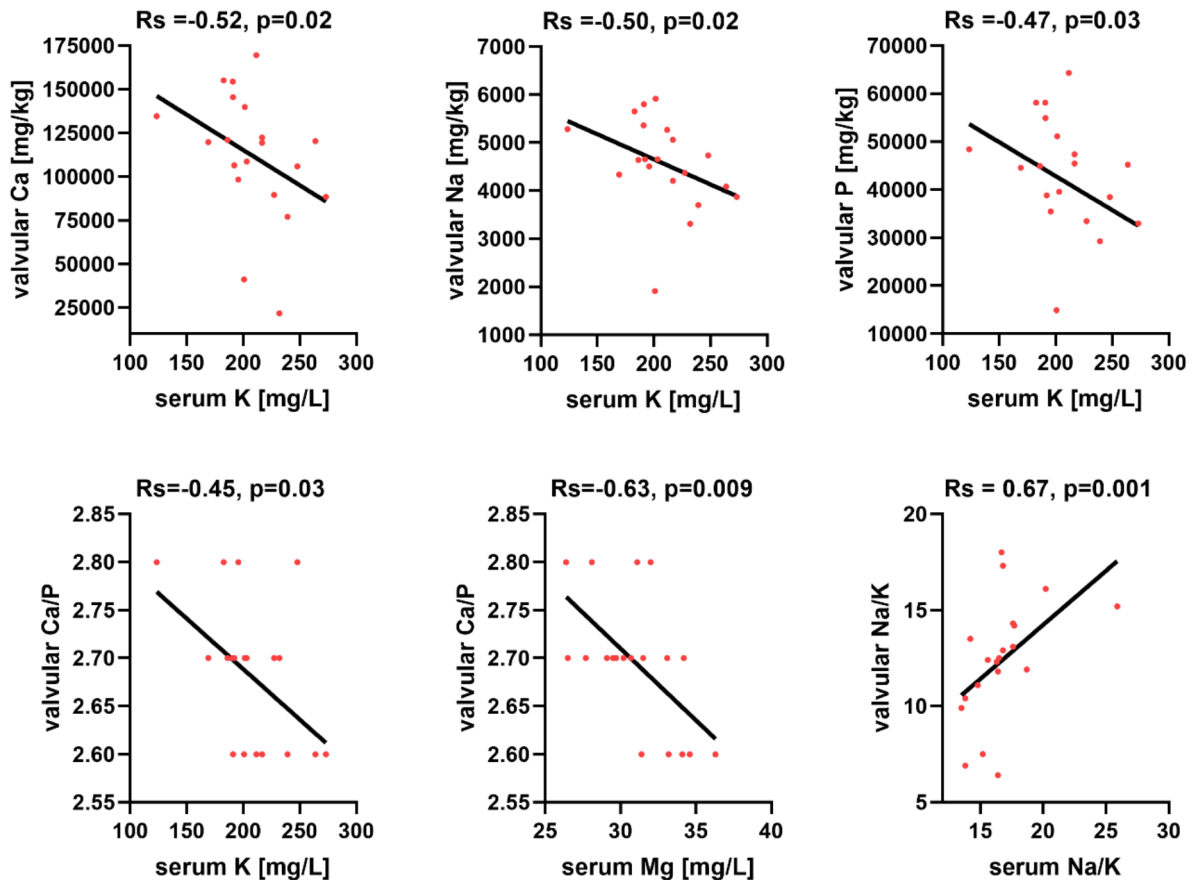 Rs =-0.52, p=0.02
175000
150000
125000
100000
75000
50000
25000
valvular Ca [mg/kg]
100 150 200 250 300
serum K [mg/L]
Rs =-0.50, p=0.02
7000
6000
5000
4000
3000
2000
1000
valvular Na [mg/kg]
100 150 200 250 300
serum K [mg/L]
Rs =-0.47, p=0.03
70000
60000
50000
40000
30000
20000
10000
valvular P [mg/kg]
100 150 200 250 300
serum K [mg/L]
Rs=-0.45, p=0.03
2.85
2.80
2.75
2.70
2.65
2.60
2.55
valvular Ca/P
100 150 200 250 300
serum K [mg/L]
Rs=-0.63, p=0.009
2.85
2.80
2.75
2.70
2.65
2.60
2.55
valvular Ca/P
25 30 35 40
serum Mg [mg/L]
Rs = 0.67, p=0.001
20
15
10
5
valvular Na/K
15 20 25 30
serum Na/K